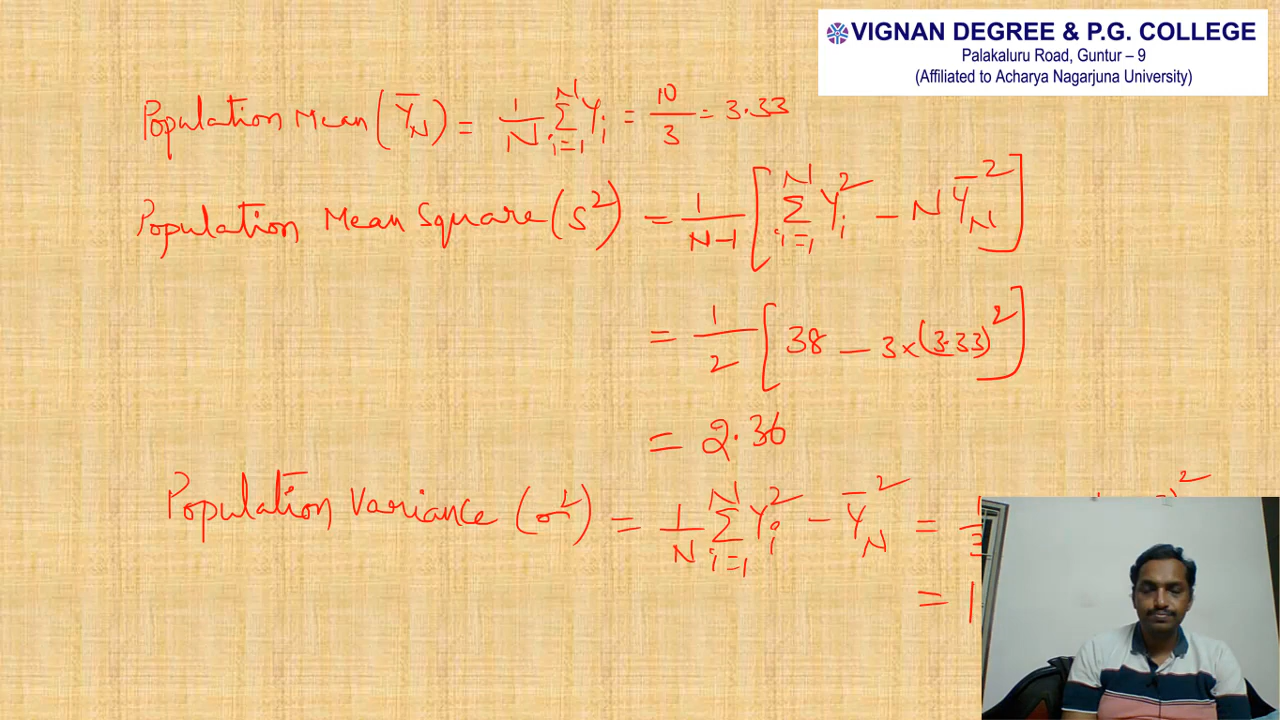 VIGNAN DEGREE & P.G. COLLEGE
Palakaluru Road, Guntur – 9
(Affiliated to Acharya Nagarjuna University)
Population Mean (Ȳ_N) = 1/N Σ_{i=1}^{N} Y_i = 10/3 = 3.33
Population Mean Square (S²) = 1/(N-1) [Σ_{i=1}^{N} Y_i² - N Ȳ_N²]
= 1/2 [38 - 3×(3.33)²]
= 2.36
Population Variance (σ²) = 1/N Σ_{i=1}^{N} Y_i² - Ȳ_N² =
=